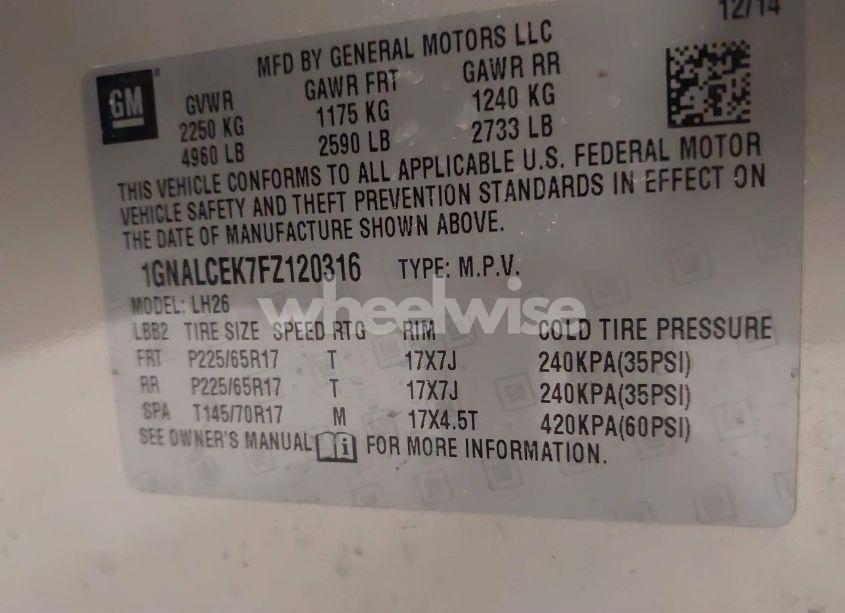 12/14
MFD BY GENERAL MOTORS LLC
GM
GVWR GAWR FRT GAWR RR
2250 KG 1175 KG 1240 KG
4960 LB 2590 LB 2733 LB
THIS VEHICLE CONFORMS TO ALL APPLICABLE U.S. FEDERAL MOTOR
VEHICLE SAFETY AND THEFT PREVENTION STANDARDS IN EFFECT ON
THE DATE OF MANUFACTURE SHOWN ABOVE.
1GNALCEK7FZ120316 TYPE: M.P.V.
MODEL: LH26
wheelwise
LBB2 TIRE SIZE SPEED RTG RIM COLD TIRE PRESSURE
FRT P225/65R17 T 17X7J 240KPA(35PSI)
RR P225/65R17 T 17X7J 240KPA(35PSI)
SPA T145/70R17 M 17X4.5T 420KPA(60PSI)
SEE OWNER'S MANUAL i FOR MORE INFORMATION.